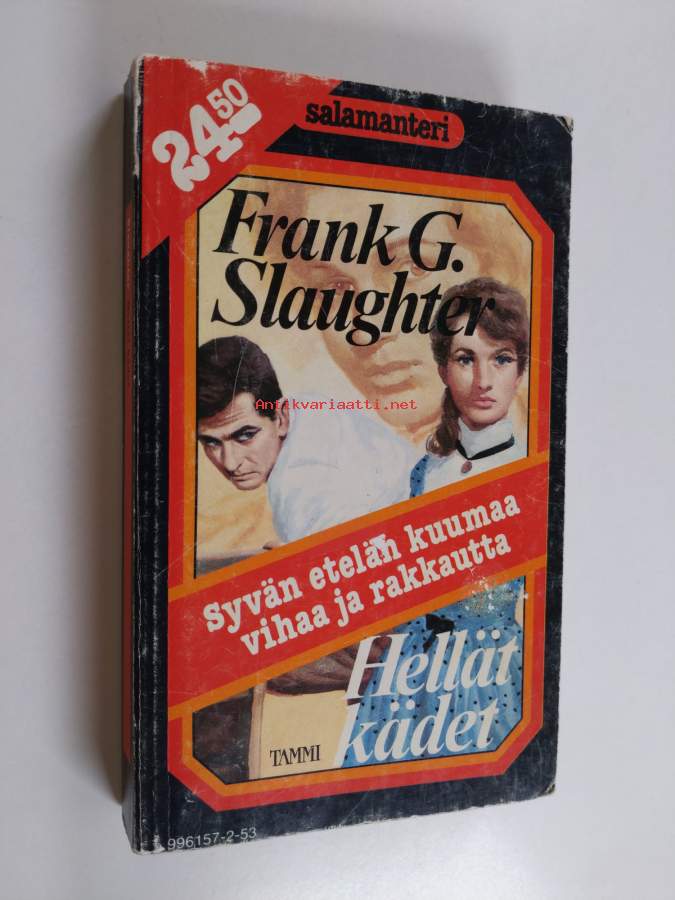 24.50
salamanteri
Frank G.
Slaughter
Antikvariaatti.net
Syvän etelän kuumaa
vihaa ja rakkautta
Hellät
kädet
TAMMI
996157-2-53